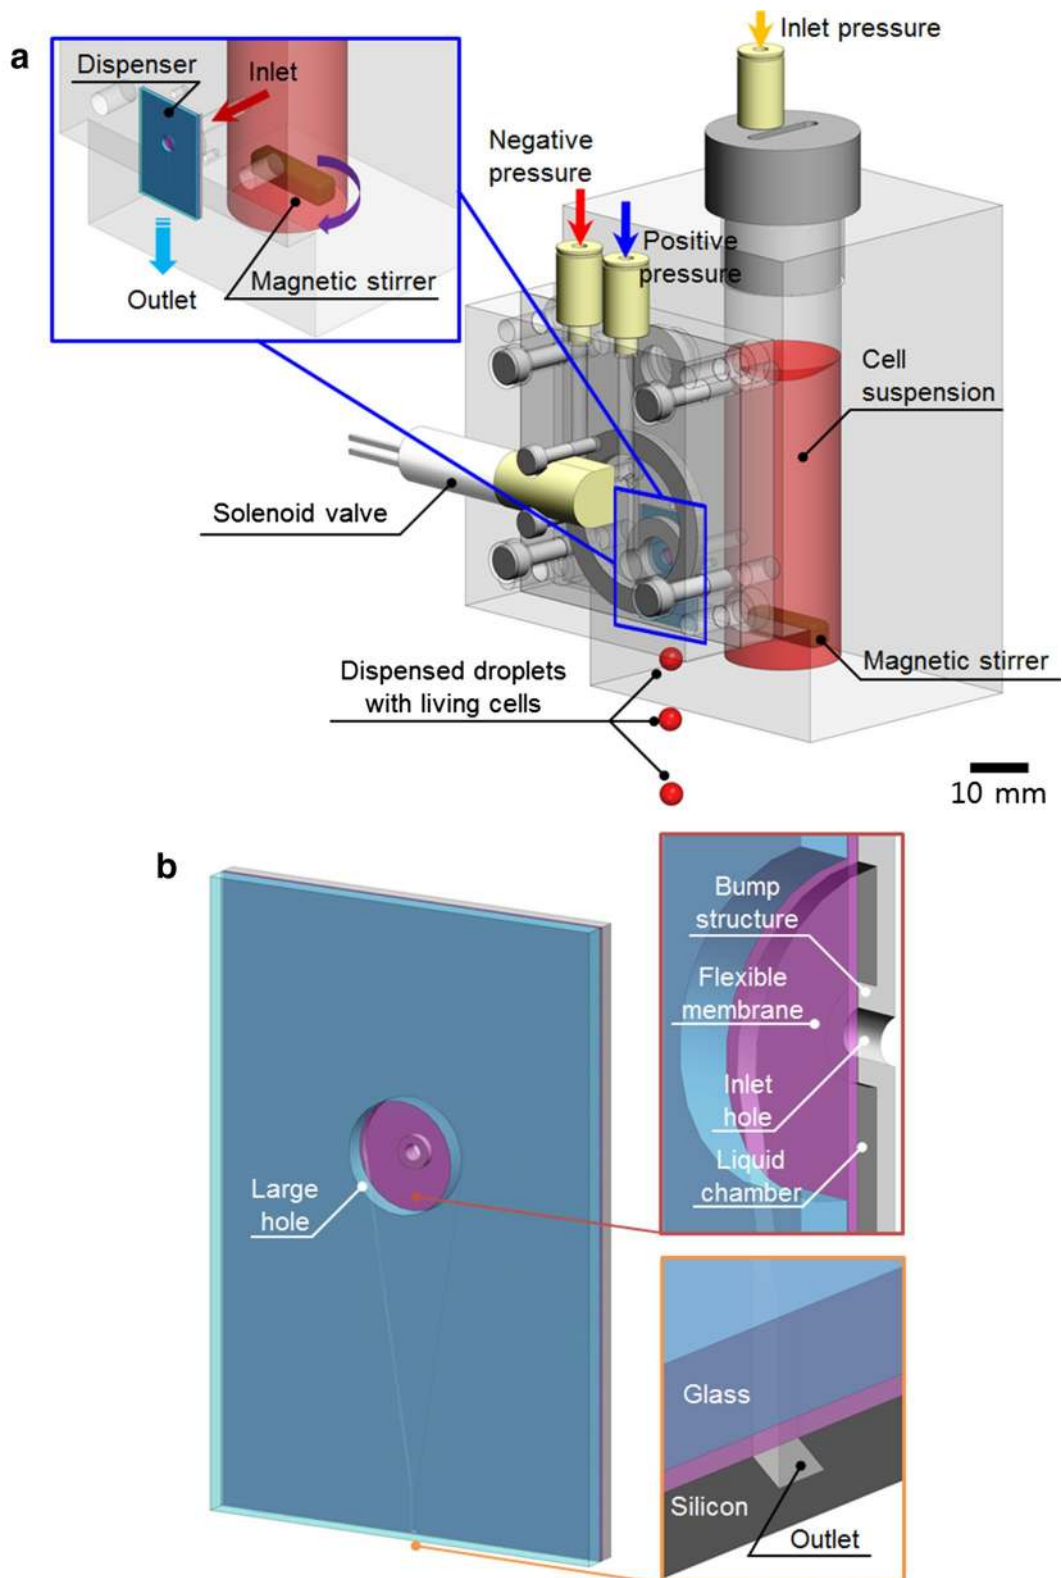 a
Dispenser
Inlet
Magnetic stirrer
Outlet
Inlet pressure
Negative
pressure
Positive
pressure
Cell
suspension
Solenoid valve
Magnetic stirrer
Dispensed droplets
with living cells
10 mm
b
Large
hole
Bump
structure
Flexible
membrane
Inlet
hole
Liquid
chamber
Glass
Silicon
Outlet